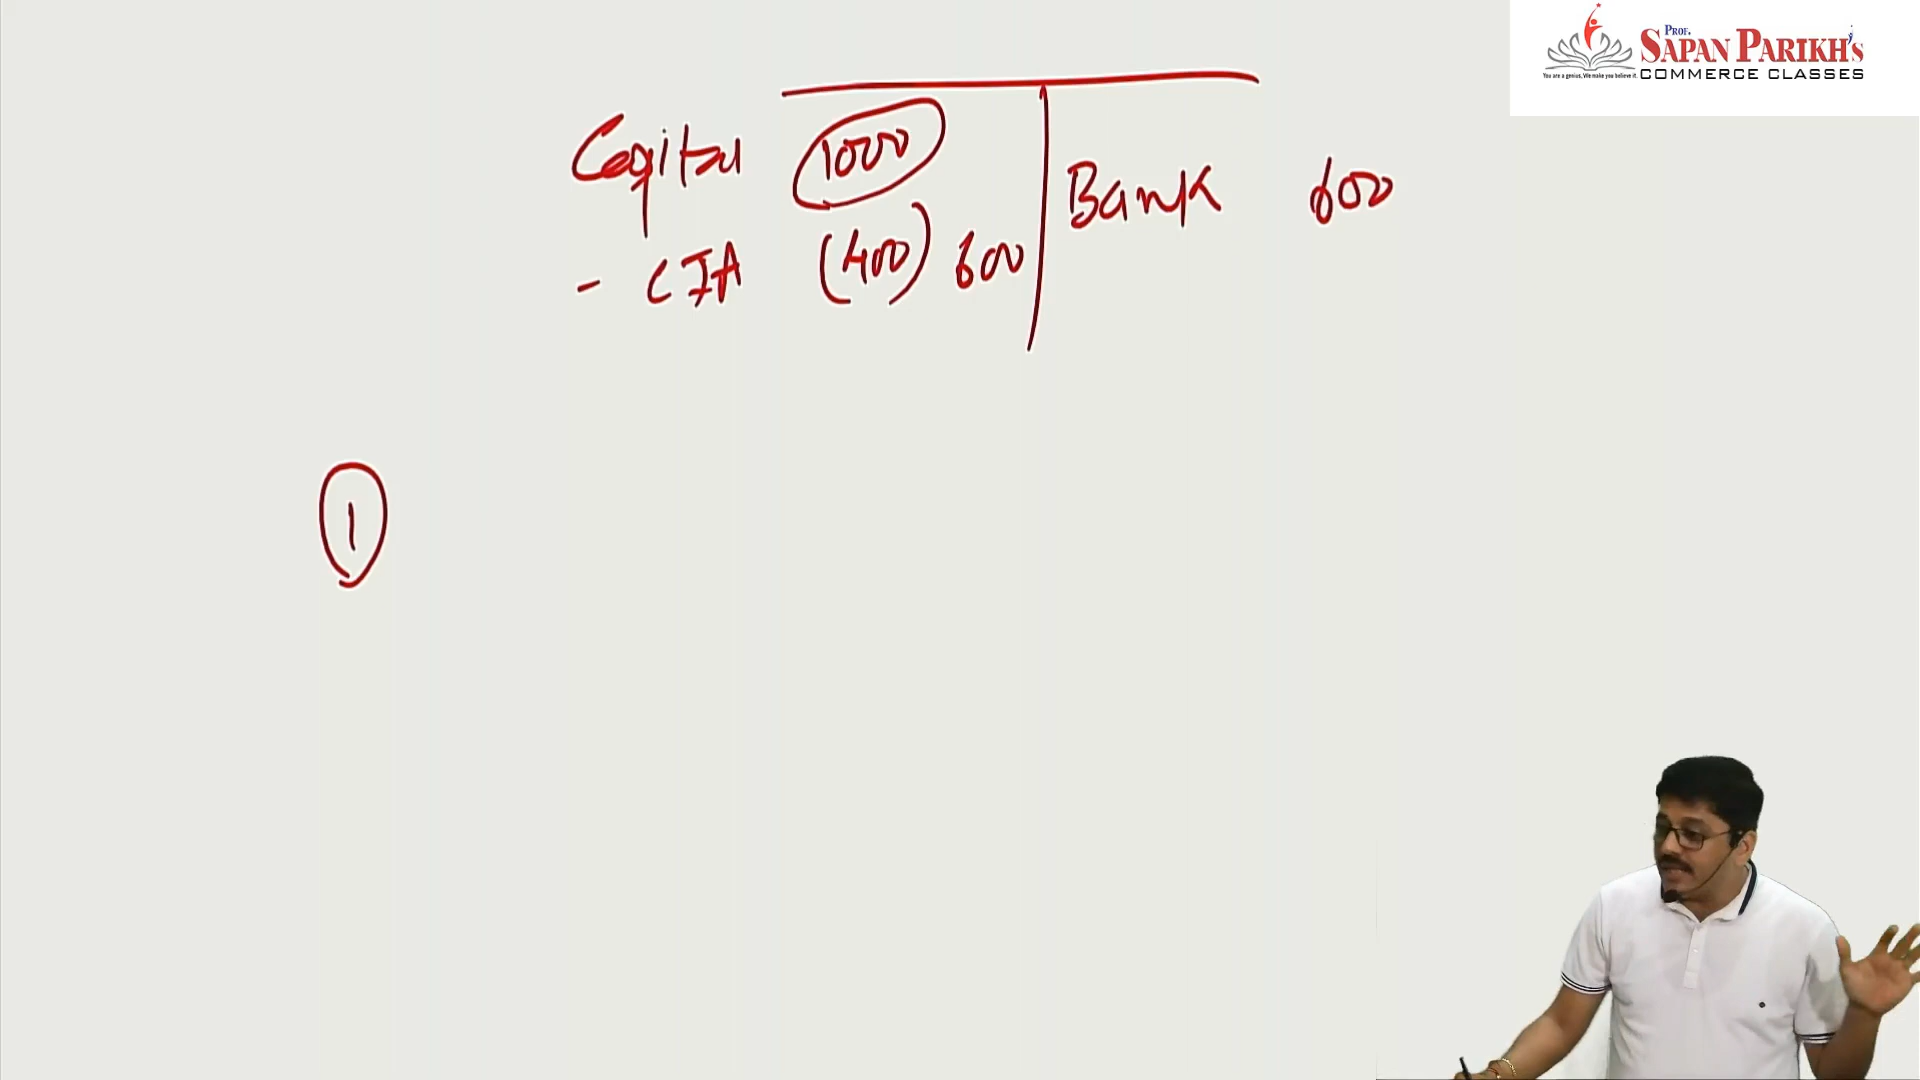 PROF.
SAPAN PARIKH'S
You are a genius, We make you believe it.
COMMERCE CLASSES
Capital 1000
Bank 600
- CIA (400) 600
1